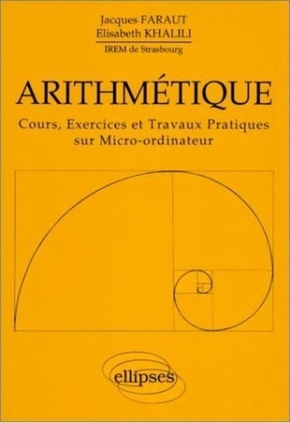 Jacques FARAUT
Elisabeth KHALILI
IREM de Strasbourg
ARITHMÉTIQUE
Cours, Exercices et Travaux Pratiques
sur Micro-ordinateur
ellipses